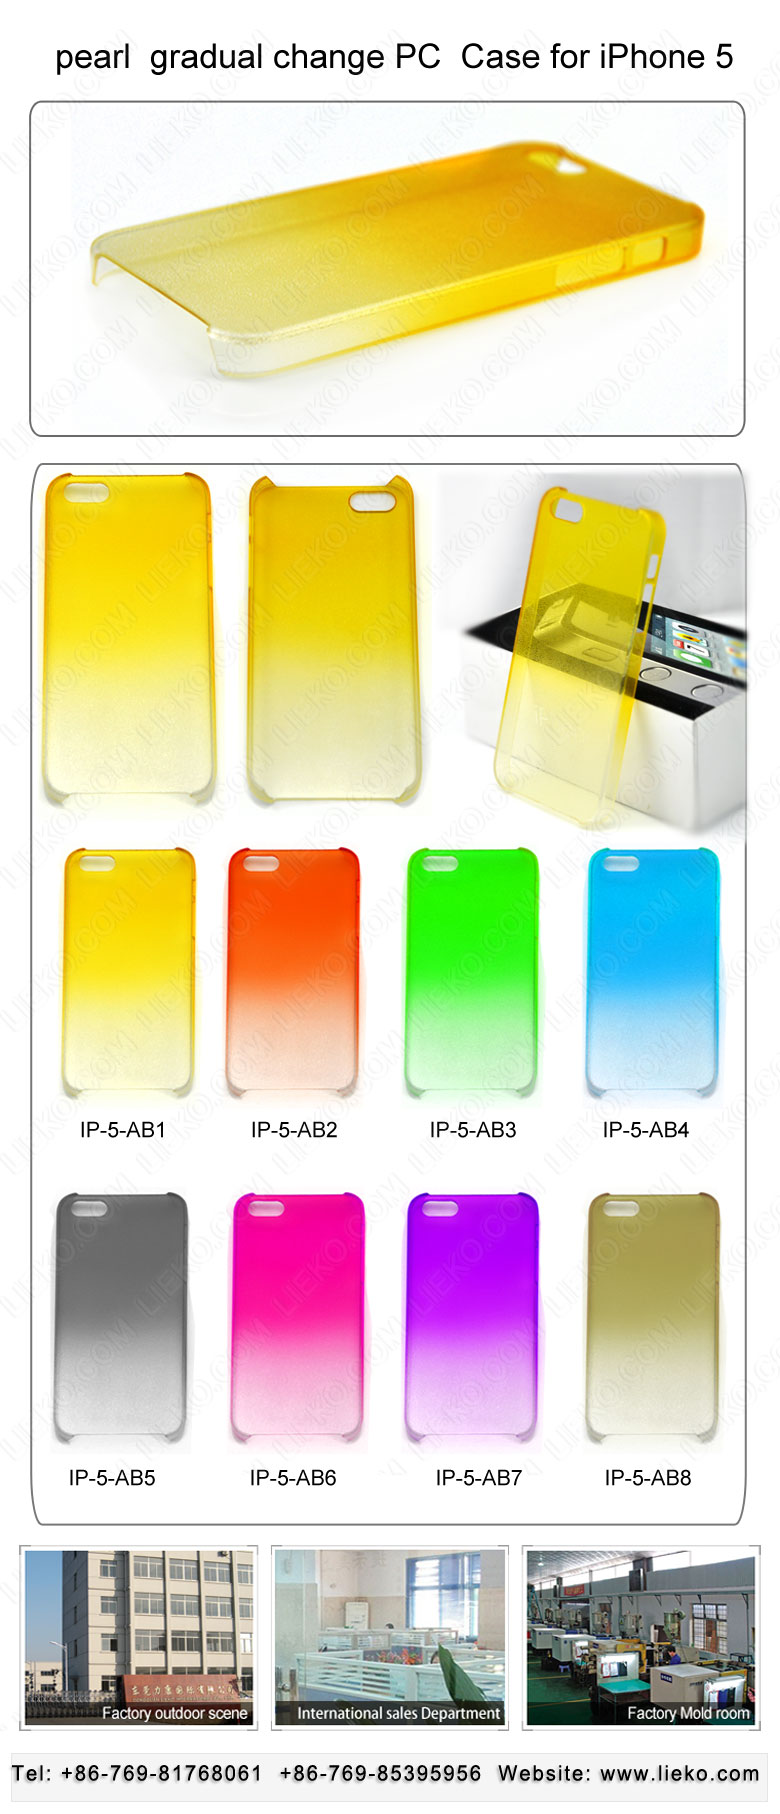 pearl gradual change PC Case for iPhone 5
IP-5-AB1 IP-5-AB2 IP-5-AB3 IP-5-AB4
IP-5-AB5 IP-5-AB6 IP-5-AB7 IP-5-AB8
Factory outdoor scene International sales Department Factory Mold room
Tel: +86-769-81768061 +86-769-85395956 Website: www.lieko.com
LIEKO.COM